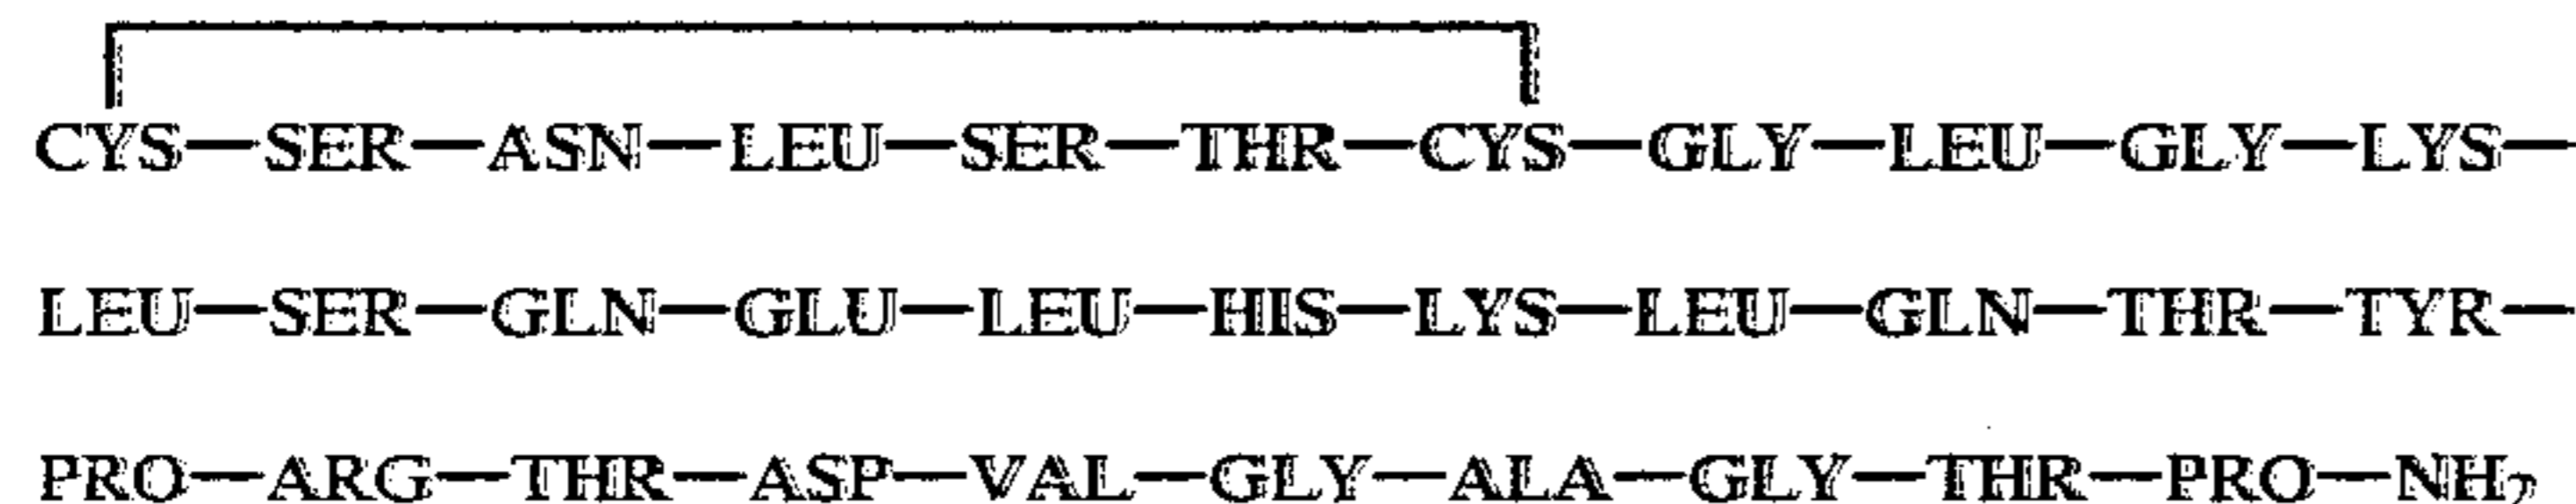 CYS—SER—ASN—LEU—SER—THR—CYS—GLY—LEU—GLY—LYS—
LEU—SER—GLN—GLU—LEU—HIS—LYS—LEU—GLN—THR—TYR—
PRO—ARG—THR—ASP—VAL—GLY—ALA—GLY—THR—PRO—NH₂